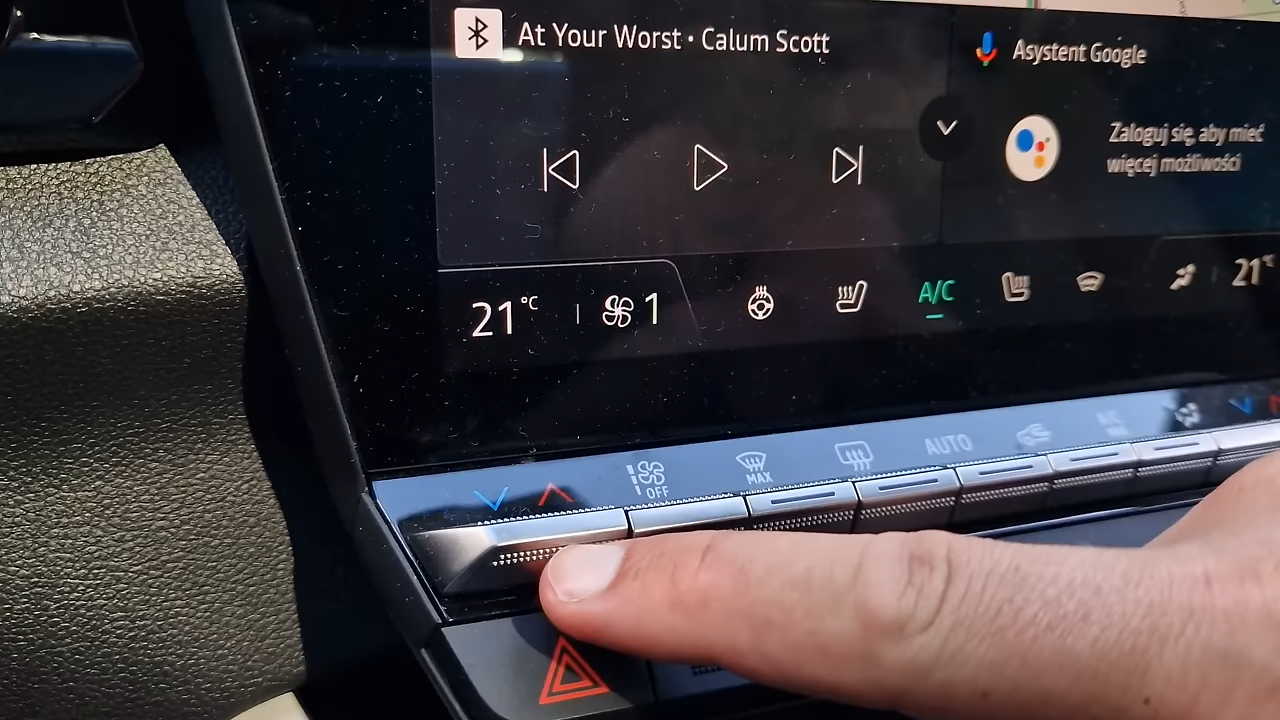 At Your Worst • Calum Scott
Asystent Google
Zaloguj się, aby mieć
więcej możliwości
21°C
1
A/C
21°C
OFF
MAX
AUTO
A/C